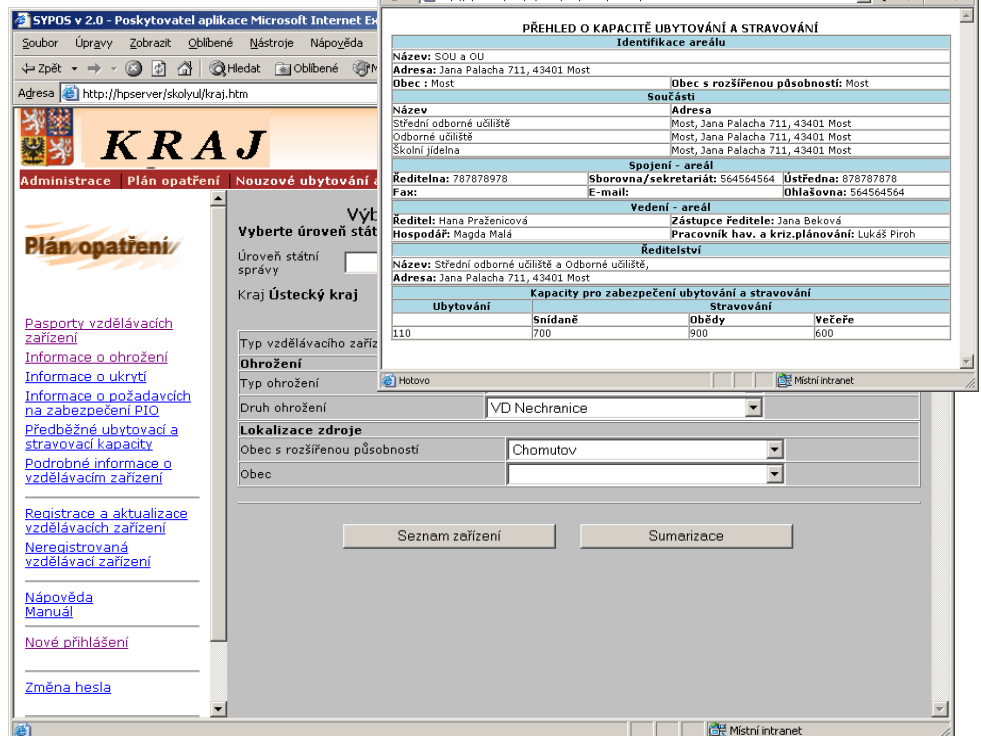 SYPOS v 2.0 - Poskytovatel aplikace Microsoft Internet Ex
Soubor Úpravy Zobrazit Oblíbené Nástroje Nápověda
Zpět Hledat Oblíbené
Adresa http://hpserver/skolyul/kraj.htm
KRAJ
Administrace Plán opatření Nouzové ubytování a
Plán opatření
Pasporty vzdělávacích
zařízení
Informace o ohrožení
Informace o ukrytí
Informace o požadavcích
na zabezpečení PIO
Předběžné ubytovací a
stravovací kapacity
Podrobné informace o
vzdělávacím zařízení
Registrace a aktualizace
vzdělávacích zařízení
Neregistrovaná
vzdělávací zařízení
Nápověda
Manuál
Nové přihlášení
Změna hesla
Výb
Vyberte úroveň stát
Úroveň státní
správy
Kraj Ústecký kraj
Typ vzdělávacího zaříz
Ohrožení
Typ ohrožení
Druh ohrožení VD Nechranice
Lokalizace zdroje
Obec s rozšířenou působností Chomutov
Obec
Seznam zařízení Sumarizace
Místní intranet
PŘEHLED O KAPACITĚ UBYTOVÁNÍ A STRAVOVÁNÍ
Identifikace areálu
Název: SOU a OU
Adresa: Jana Palacha 711, 43401 Most
Obec : Most Obec s rozšířenou působností: Most
Součásti
Název Adresa
Střední odborné učiliště Most, Jana Palacha 711, 43401 Most
Odborné učiliště Most, Jana Palacha 711, 43401 Most
Školní jídelna Most, Jana Palacha 711, 43401 Most
Spojení - areál
Ředitelna: 787878978 Sborovna/sekretariát: 564564564 Ústředna: 878787878
Fax: E-mail: Ohlašovna: 564564564
Vedení - areál
Ředitel: Hana Praženicová Zástupce ředitele: Jana Beková
Hospodář: Magda Malá Pracovník hav. a kriz.plánování: Lukáš Piroh
Ředitelství
Název: Střední odborné učiliště a Odborné učiliště,
Adresa: Jana Palacha 711, 43401 Most
Kapacity pro zabezpečení ubytování a stravování
Ubytování Stravování
Snídaně Obědy Večeře
110 700 900 600
Hotovo Místní intranet